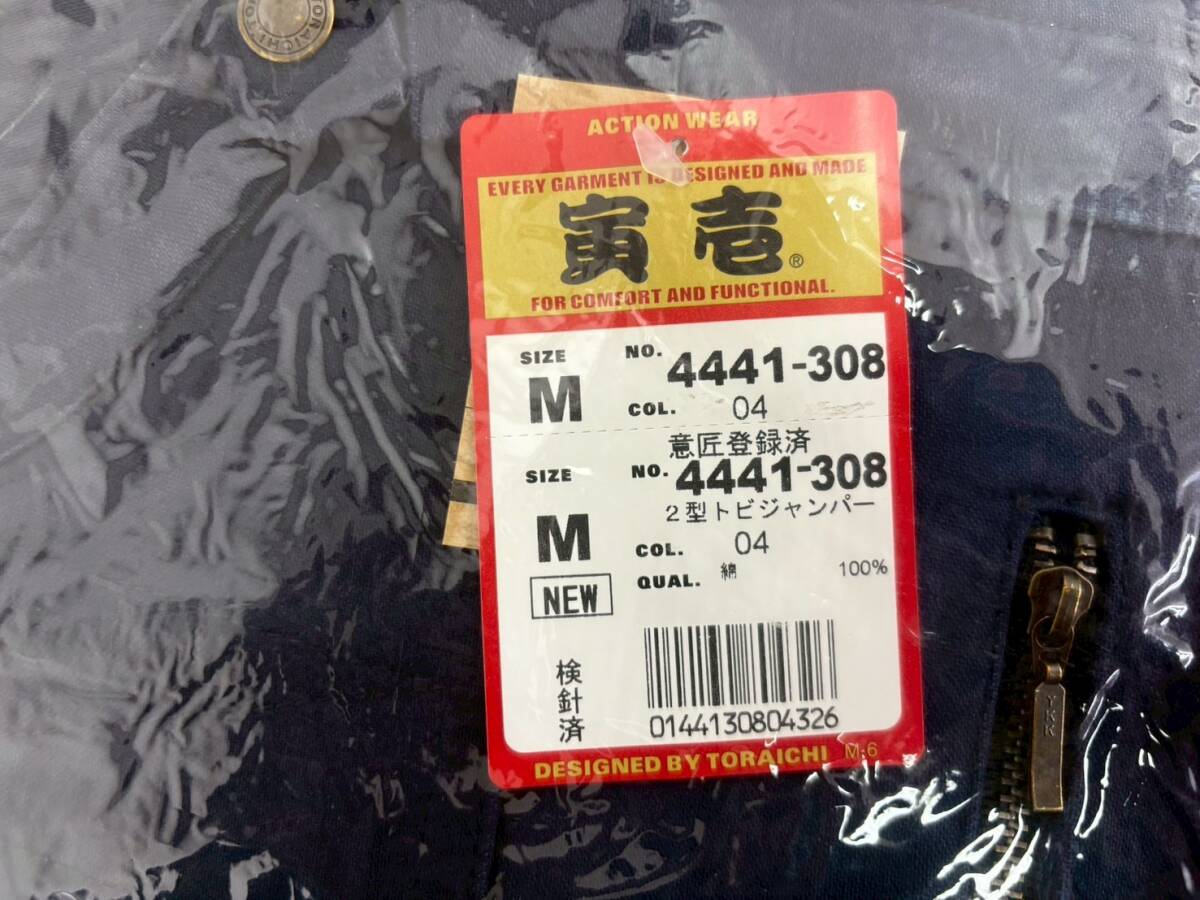 TORAICHI
ACTION WEAR
EVERY GARMENT IS DESIGNED AND MADE
寅壱®
FOR COMFORT AND FUNCTIONAL.
SIZE NO. 4441-308
M COL. 04
意匠登録済
SIZE NO. 4441-308
2型トビジャンパー
M COL. 04
QUAL. 綿 100%
NEW
検針済
0144130804326
DESIGNED BY TORAICHI M-6
YKK